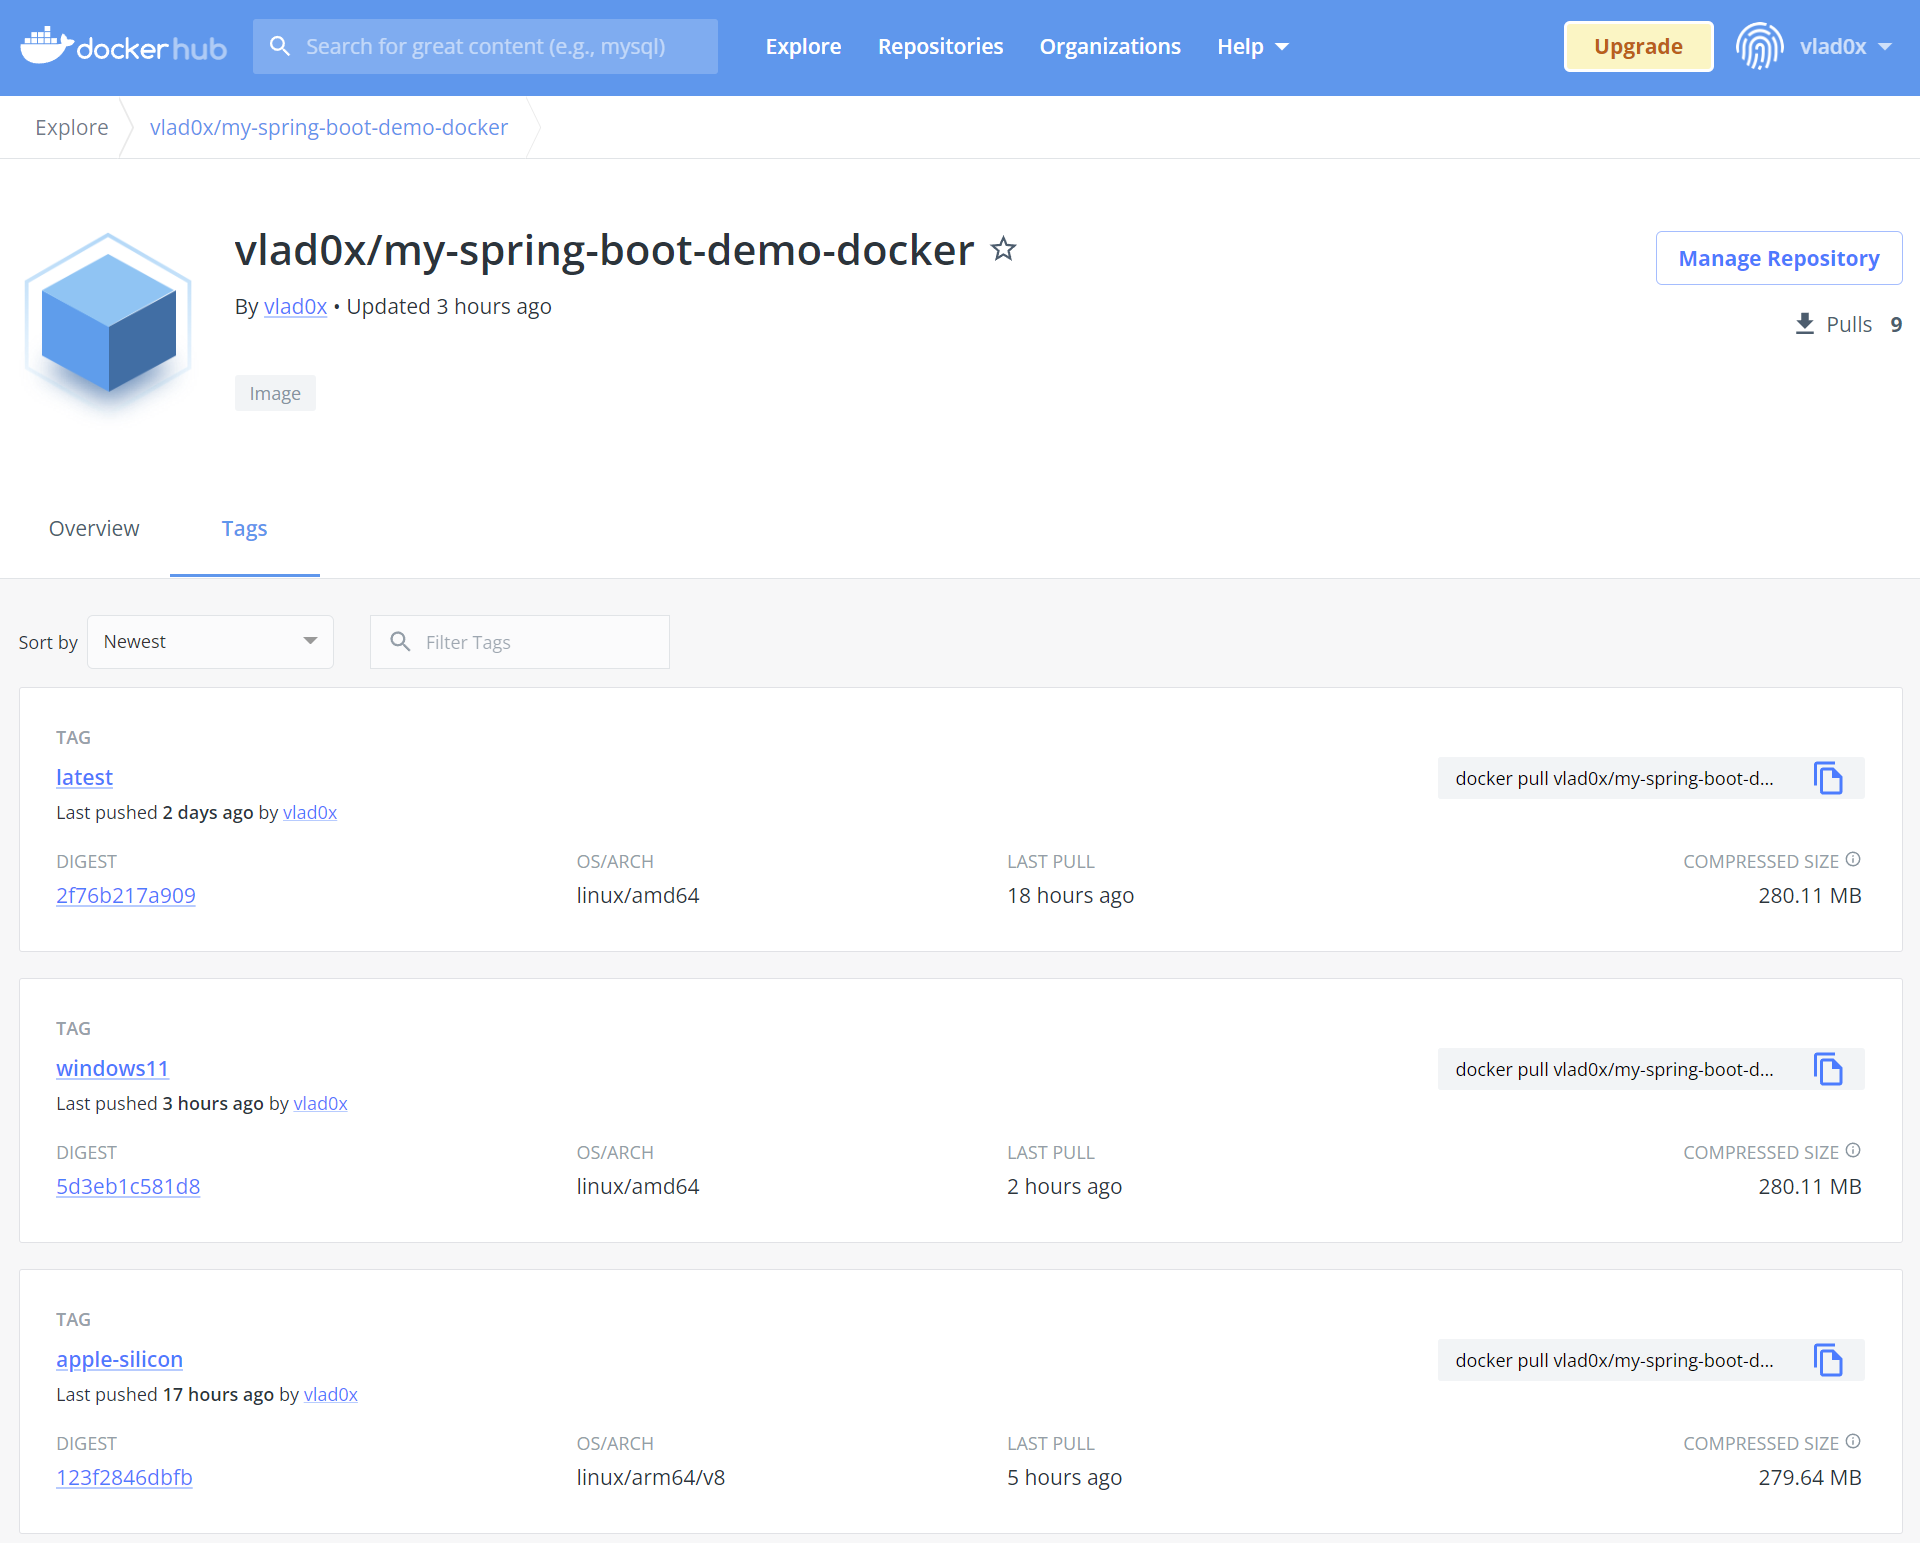 docker hub
Search for great content (e.g., mysql)
Explore
Repositories
Organizations
Help
Upgrade
vlad0x
Explore
vlad0x/my-spring-boot-demo-docker
vlad0x/my-spring-boot-demo-docker
By vlad0x • Updated 3 hours ago
Image
Manage Repository
Pulls 9
Overview
Tags
Sort by
Newest
Filter Tags
TAG
latest
Last pushed 2 days ago by vlad0x
docker pull vlad0x/my-spring-boot-d...
DIGEST
OS/ARCH
LAST PULL
COMPRESSED SIZE
2f76b217a909
linux/amd64
18 hours ago
280.11 MB
TAG
windows11
Last pushed 3 hours ago by vlad0x
docker pull vlad0x/my-spring-boot-d...
DIGEST
OS/ARCH
LAST PULL
COMPRESSED SIZE
5d3eb1c581d8
linux/amd64
2 hours ago
280.11 MB
TAG
apple-silicon
Last pushed 17 hours ago by vlad0x
docker pull vlad0x/my-spring-boot-d...
DIGEST
OS/ARCH
LAST PULL
COMPRESSED SIZE
123f2846dbfb
linux/arm64/v8
5 hours ago
279.64 MB